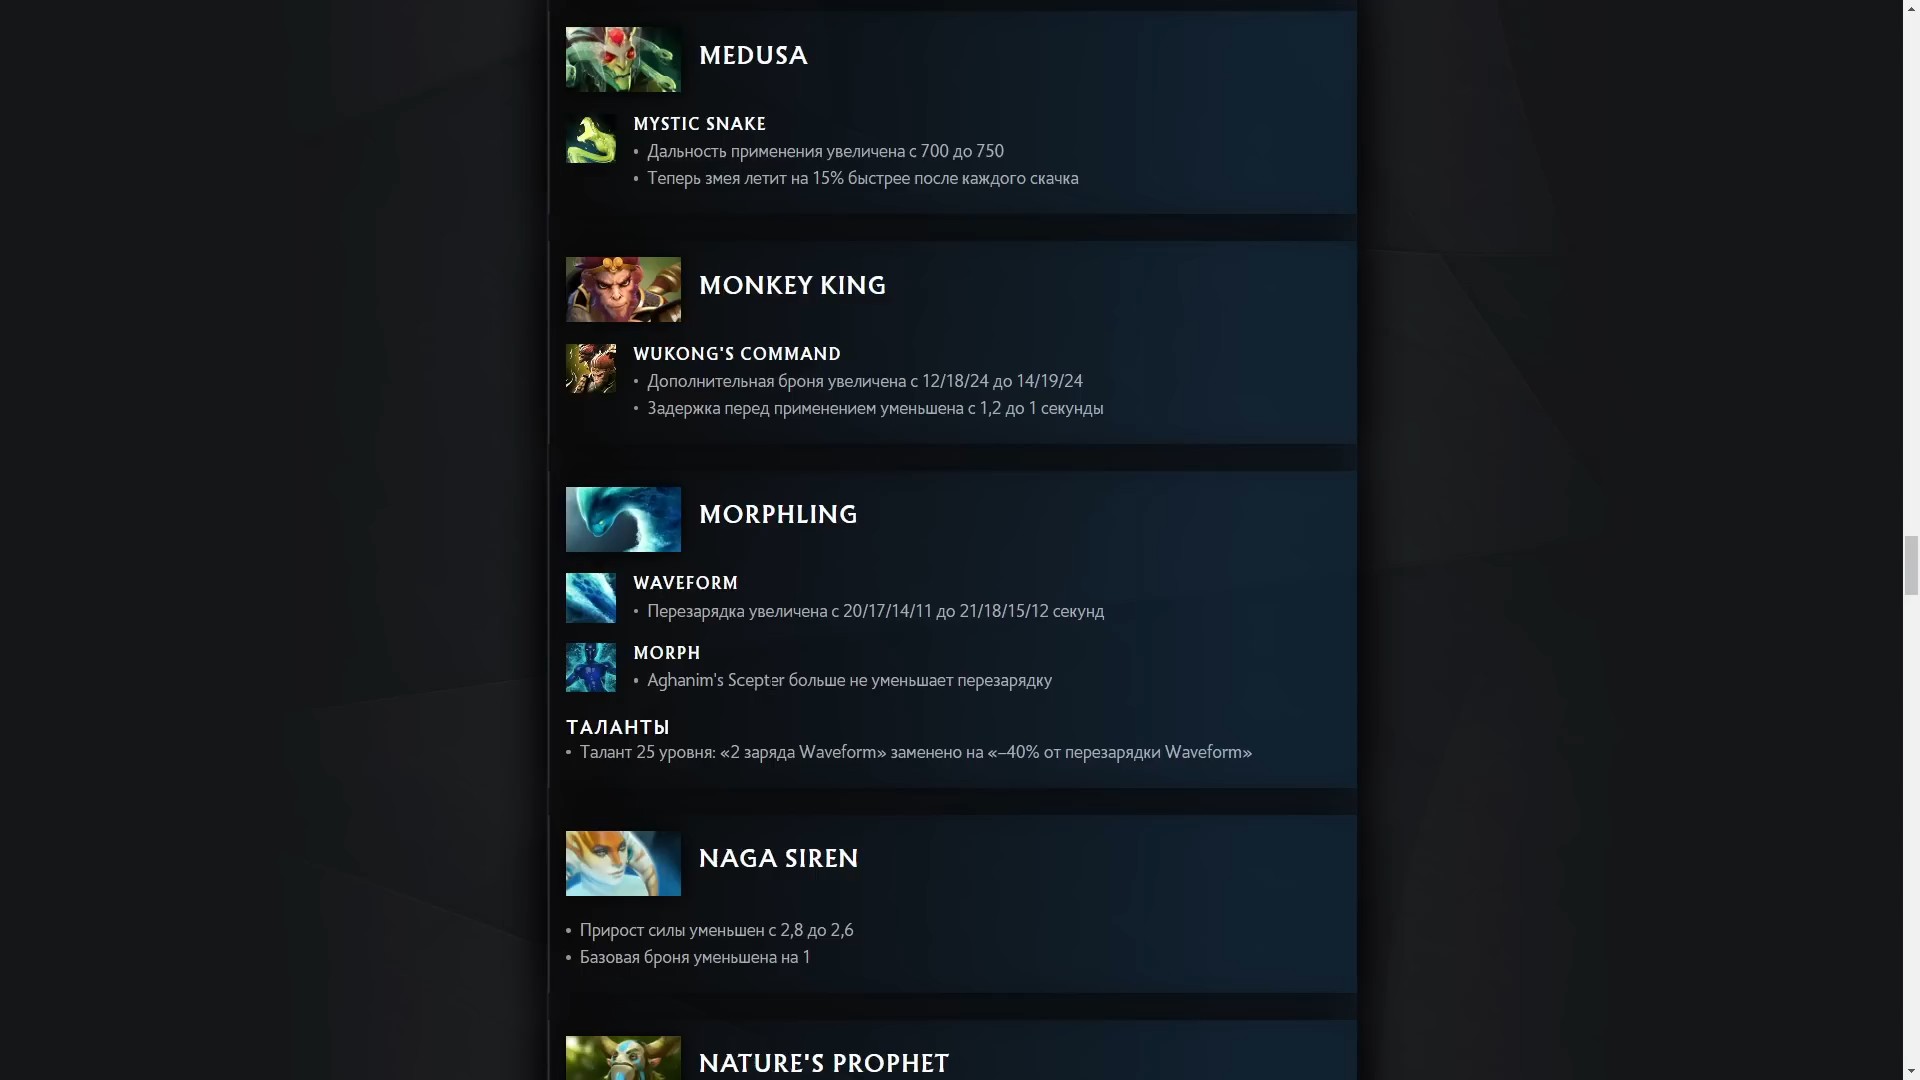 MEDUSA
MYSTIC SNAKE
• Дальность применения увеличена с 700 до 750
• Теперь змея летит на 15% быстрее после каждого скачка
MONKEY KING
WUKONG'S COMMAND
• Дополнительная броня увеличена с 12/18/24 до 14/19/24
• Задержка перед применением уменьшена с 1,2 до 1 секунды
MORPHLING
WAVEFORM
• Перезарядка увеличена с 20/17/14/11 до 21/18/15/12 секунд
MORPH
• Aghanim's Scepter больше не уменьшает перезарядку
ТАЛАНТЫ
• Талант 25 уровня: «2 заряда Waveform» заменено на «–40% от перезарядки Waveform»
NAGA SIREN
• Прирост силы уменьшен с 2,8 до 2,6
• Базовая броня уменьшена на 1
NATURE'S PROPHET